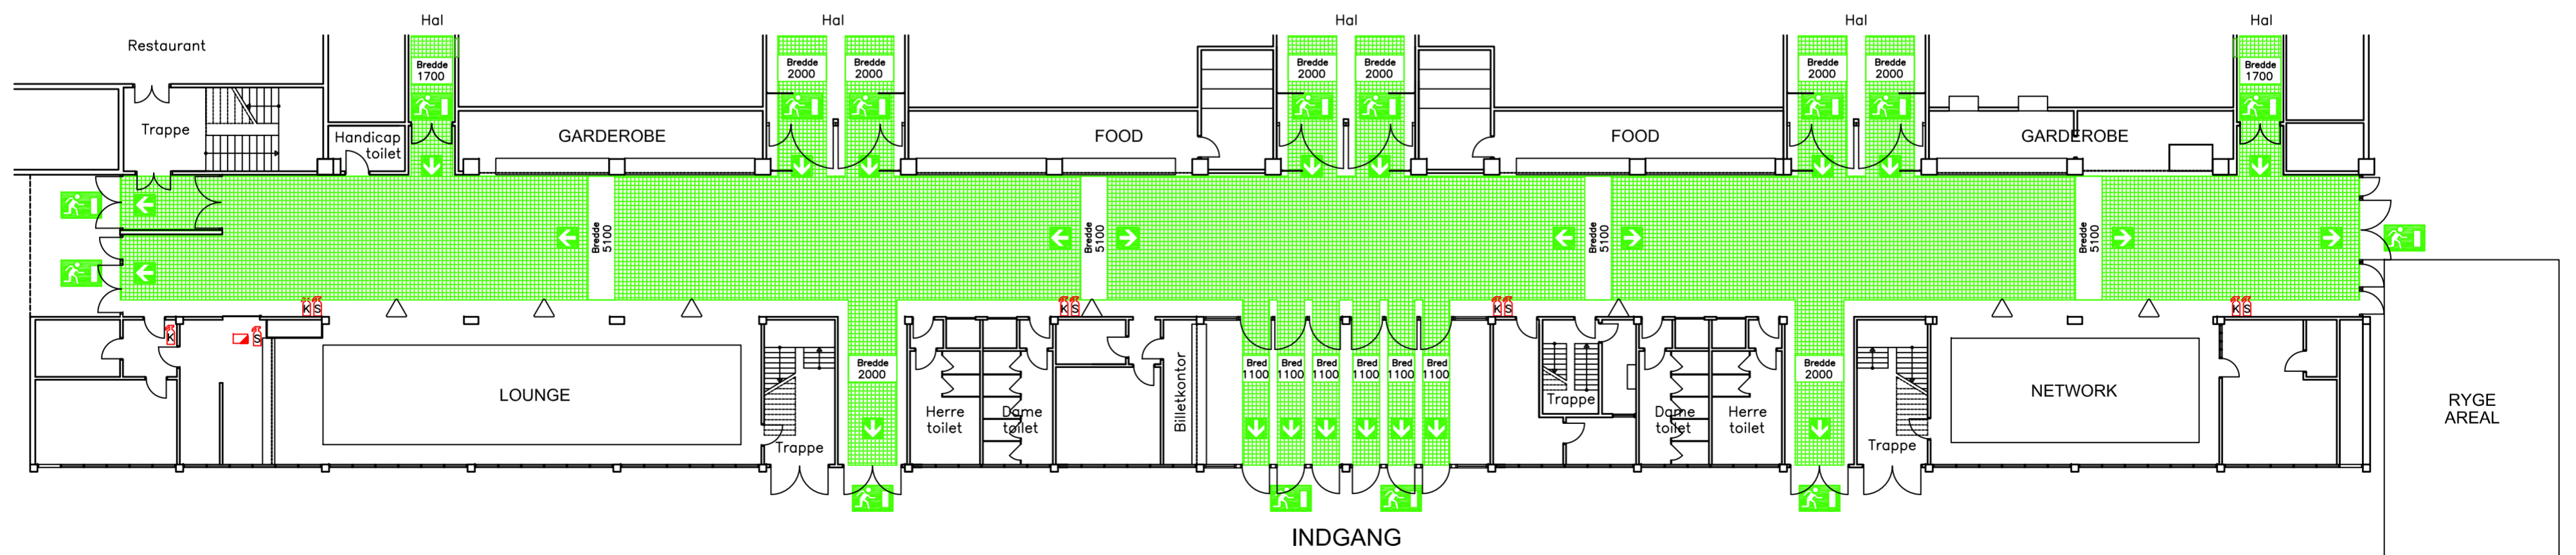 Hal
Hal
Hal
Hal
Hal
Restaurant
Bredde
1700
Bredde
2000
Bredde
2000
Bredde
2000
Bredde
2000
Bredde
2000
Bredde
2000
Bredde
1700
Trappe
Handicap
toilet
GARDEROBE
FOOD
FOOD
GARDEROBE
Bredde
5100
Bredde
5100
Bredde
5100
Bredde
5100
K
S
K
S
K
S
K
S
K
S
LOUNGE
Trappe
Bredde
2000
Herre
toilet
Dame
toilet
Billetkontor
Bred
1100
Bred
1100
Bred
1100
Bred
1100
Bred
1100
Bred
1100
Trappe
Dame
toilet
Herre
toilet
Bredde
2000
Trappe
NETWORK
RYGE
AREAL
INDGANG